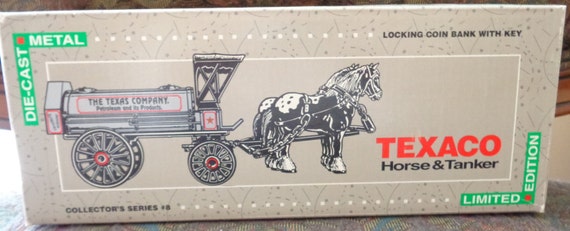 DIE-CAST METAL
LOCKING COIN BANK WITH KEY
THE TEXAS COMPANY.
Petroleum and Its Products.
TEXACO
Horse & Tanker
COLLECTOR'S SERIES #8
LIMITED EDITION